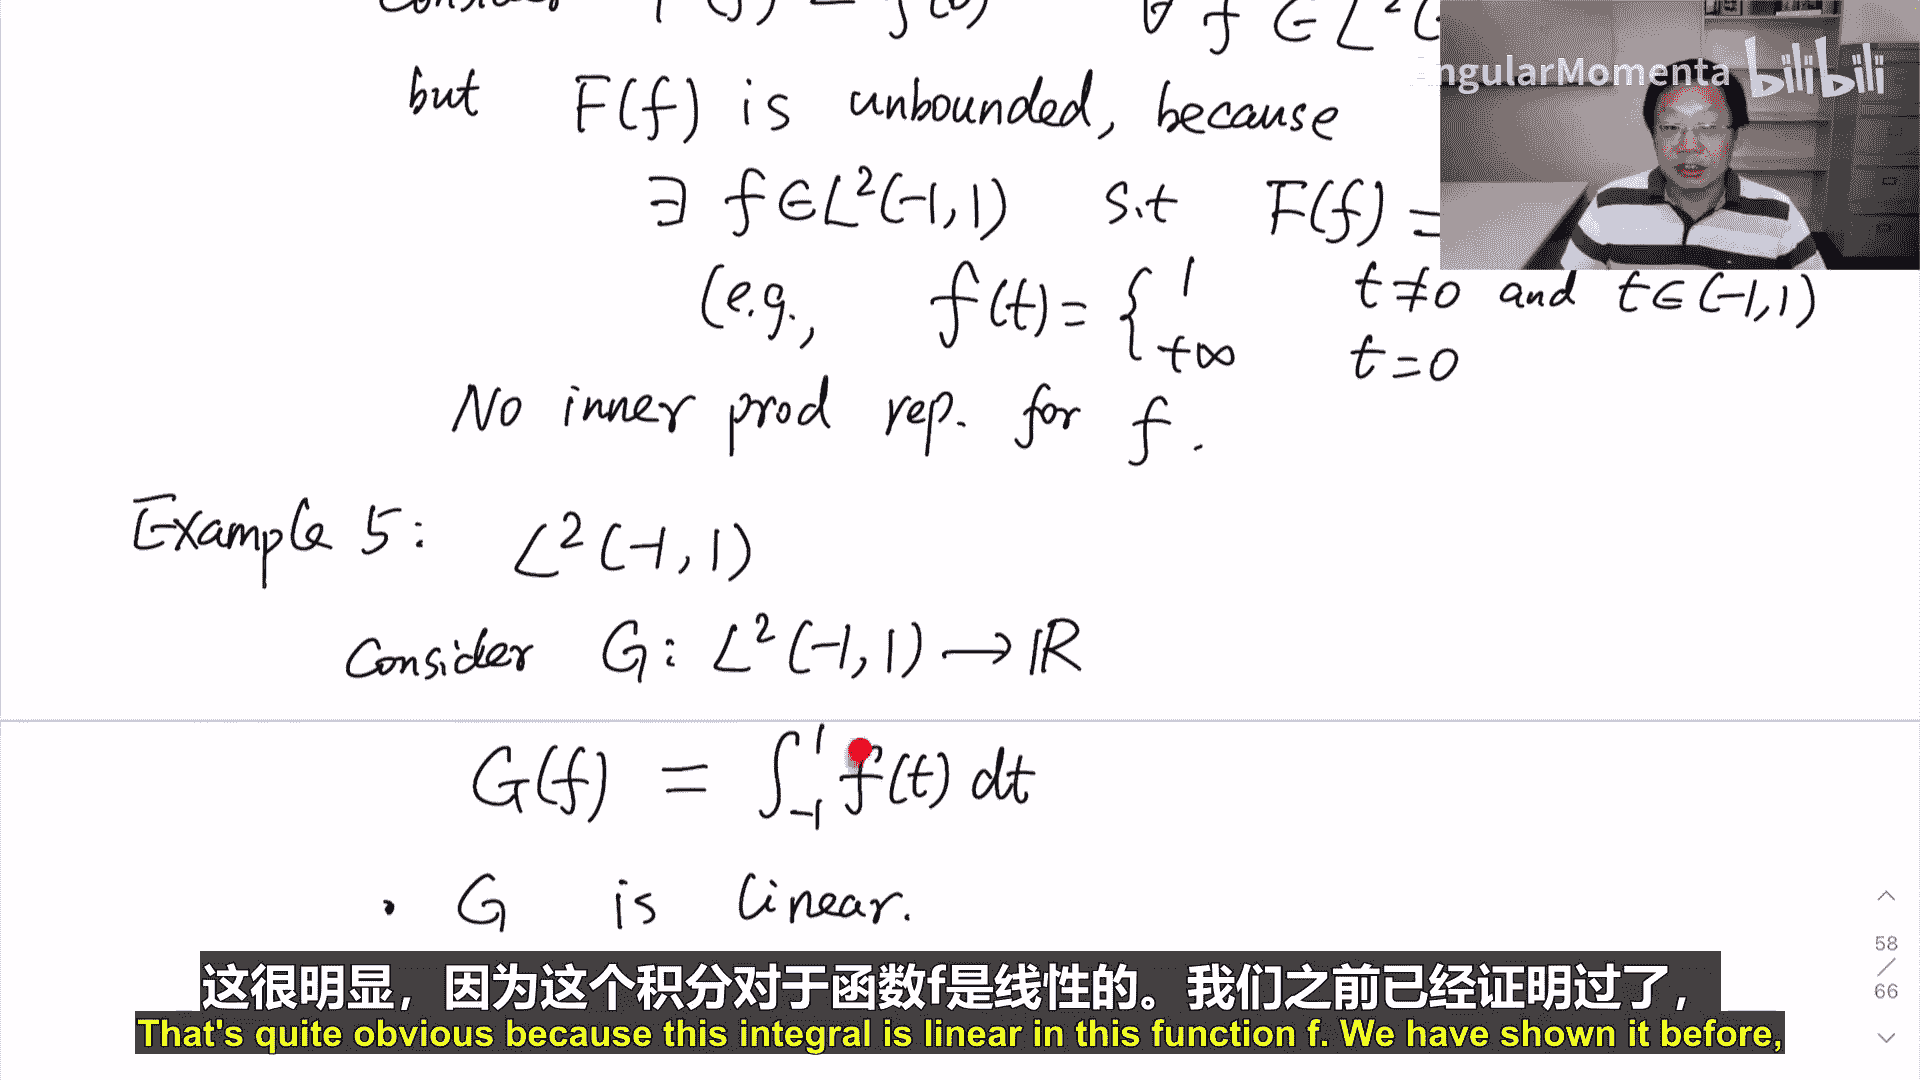 but F(f) is unbounded, because
∃ f∈L²(-1,1) s.t F(f) =
(e.g., f(t)= { 1 t≠0 and t∈(-1,1)
+∞ t=0
No inner prod rep. for f.
Example 5: L²(-1,1)
Consider G: L²(-1,1) → ℝ
G(f) = ∫₋₁¹ f(t) dt
• G is linear.
ngularMomenta bilibili
58
/
66
这很明显，因为这个积分对于函数f是线性的。我们之前已经证明过了，
That's quite obvious because this integral is linear in this function f. We have shown it before,